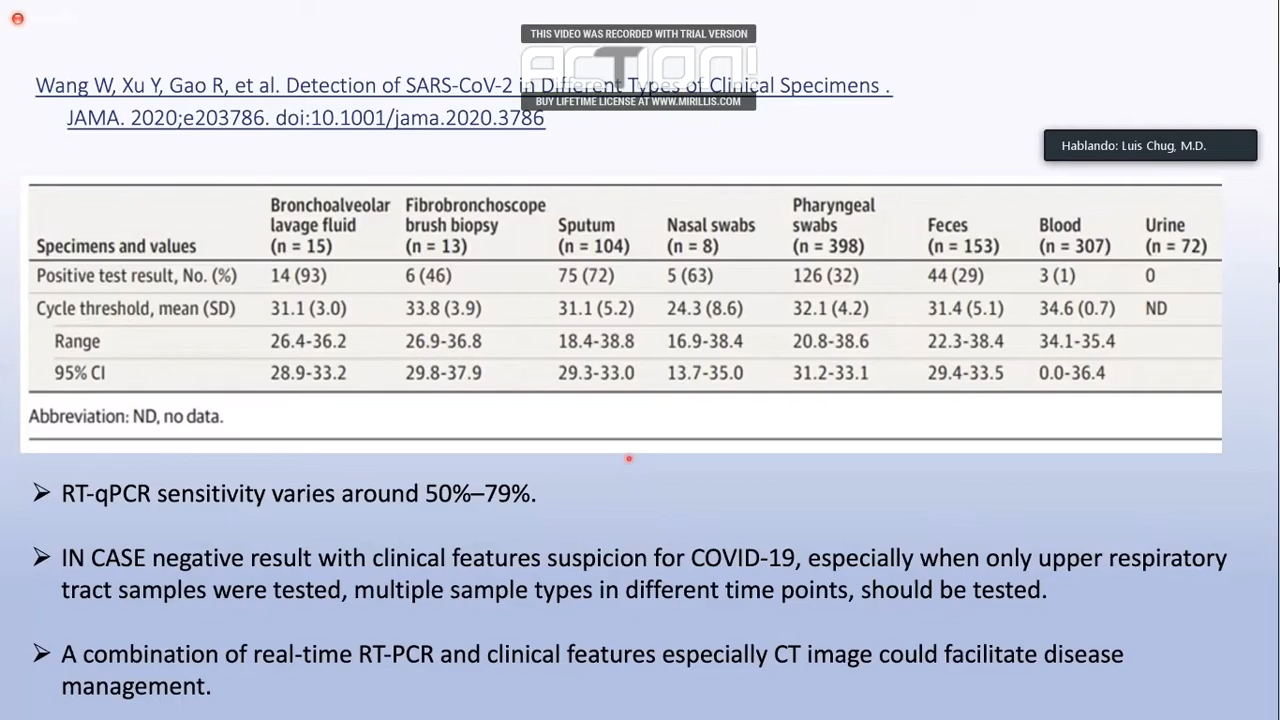 THIS VIDEO WAS RECORDED WITH TRIAL VERSION
ACTION!
BUY LIFETIME LICENSE AT WWW.MIRILLIS.COM
Wang W, Xu Y, Gao R, et al. Detection of SARS-CoV-2 in Different Types of Clinical Specimens .
JAMA. 2020;e203786. doi:10.1001/jama.2020.3786
Hablando: Luis Chug, M.D.
Specimens and values Bronchoalveolar lavage fluid (n = 15) Fibrobronchoscope brush biopsy (n = 13) Sputum (n = 104) Nasal swabs (n = 8) Pharyngeal swabs (n = 398) Feces (n = 153) Blood (n = 307) Urine (n = 72)
Positive test result, No. (%) 14 (93) 6 (46) 75 (72) 5 (63) 126 (32) 44 (29) 3 (1) 0
Cycle threshold, mean (SD) 31.1 (3.0) 33.8 (3.9) 31.1 (5.2) 24.3 (8.6) 32.1 (4.2) 31.4 (5.1) 34.6 (0.7) ND
Range 26.4-36.2 26.9-36.8 18.4-38.8 16.9-38.4 20.8-38.6 22.3-38.4 34.1-35.4
95% CI 28.9-33.2 29.8-37.9 29.3-33.0 13.7-35.0 31.2-33.1 29.4-33.5 0.0-36.4
Abbreviation: ND, no data.
➢ RT-qPCR sensitivity varies around 50%–79%.
➢ IN CASE negative result with clinical features suspicion for COVID-19, especially when only upper respiratory
tract samples were tested, multiple sample types in different time points, should be tested.
➢ A combination of real-time RT-PCR and clinical features especially CT image could facilitate disease
management.